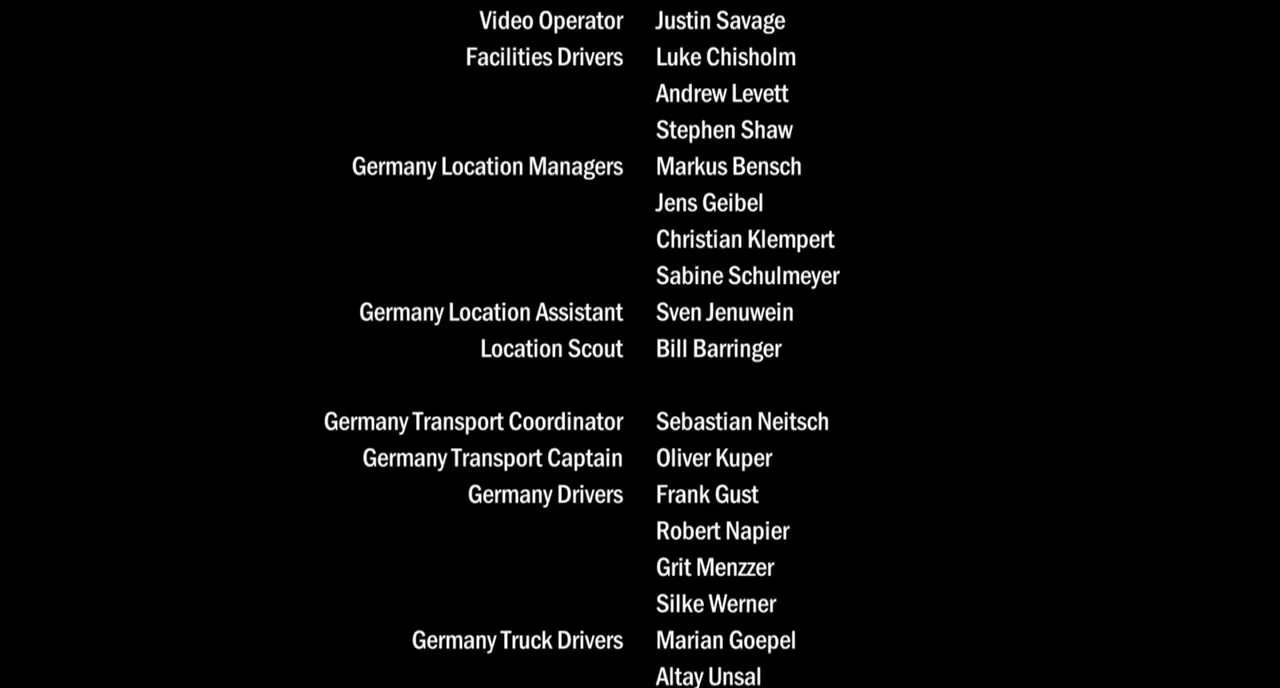 Video Operator Justin Savage
Facilities Drivers Luke Chisholm
Andrew Levett
Stephen Shaw
Germany Location Managers Markus Bensch
Jens Geibel
Christian Klempert
Sabine Schulmeyer
Germany Location Assistant Sven Jenuwein
Location Scout Bill Barringer
Germany Transport Coordinator Sebastian Neitsch
Germany Transport Captain Oliver Kuper
Germany Drivers Frank Gust
Robert Napier
Grit Menzzer
Silke Werner
Germany Truck Drivers Marian Goepel
Altay Unsal